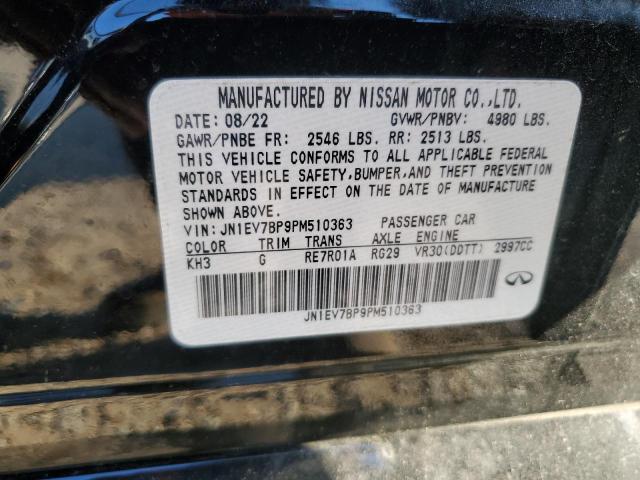 MANUFACTURED BY NISSAN MOTOR CO.,LTD.
DATE: 08/22 GVWR/PNBV: 4980 LBS.
GAWR/PNBE FR: 2546 LBS. RR: 2513 LBS.
THIS VEHICLE CONFORMS TO ALL APPLICABLE FEDERAL
MOTOR VEHICLE SAFETY,BUMPER,AND THEFT PREVENTION
STANDARDS IN EFFECT ON THE DATE OF MANUFACTURE
SHOWN ABOVE.
VIN: JN1EV7BP9PM510363 PASSENGER CAR
COLOR TRIM TRANS AXLE ENGINE
KH3 G RE7R01A RG29 VR30(DDTT) 2997CC
JN1EV7BP9PM510363